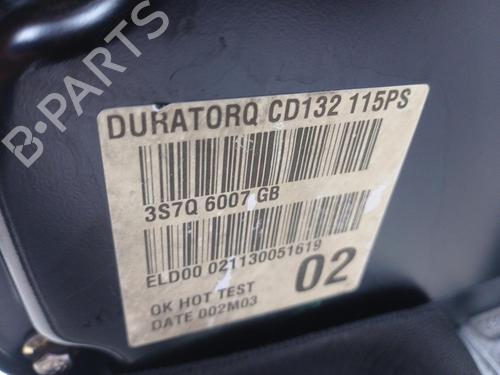 B-PARTS
DURATORQ CD132 115PS
3S7Q 6007 GB
ELD00 021130051619
02
OK HOT TEST
DATE 002M03